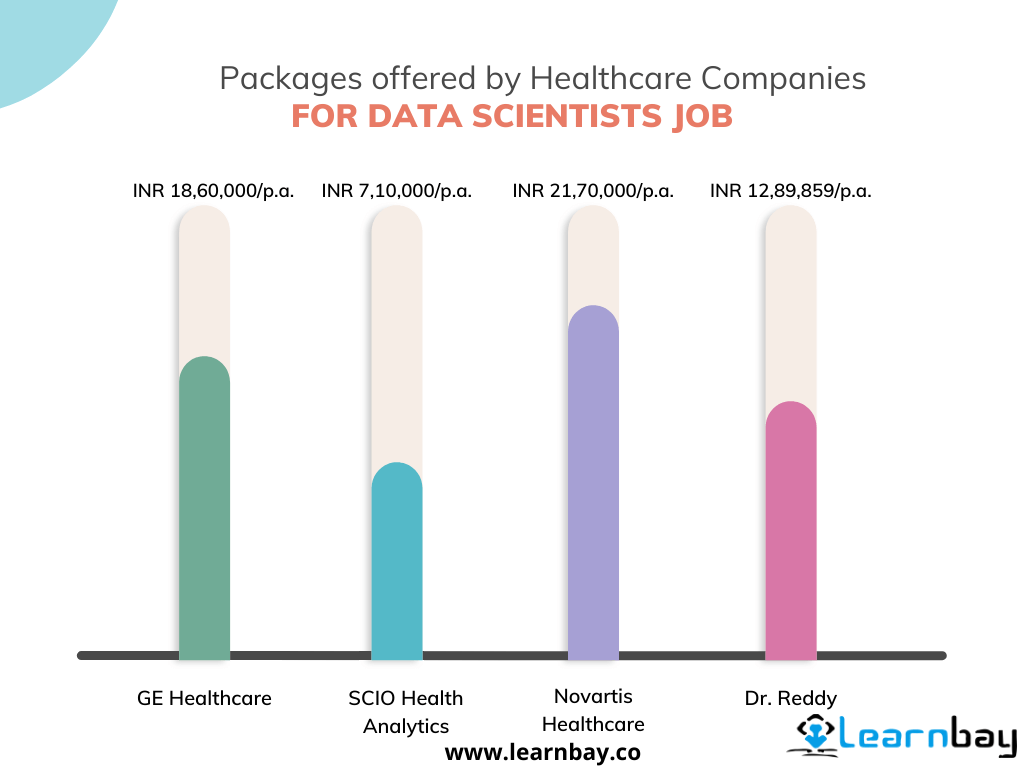 Packages offered by Healthcare Companies
FOR DATA SCIENTISTS JOB
INR 18,60,000/p.a.
INR 7,10,000/p.a.
INR 21,70,000/p.a.
INR 12,89,859/p.a.
GE Healthcare
SCIO Health
Analytics
Novartis
Healthcare
Dr. Reddy
Learnbay
www.learnbay.co